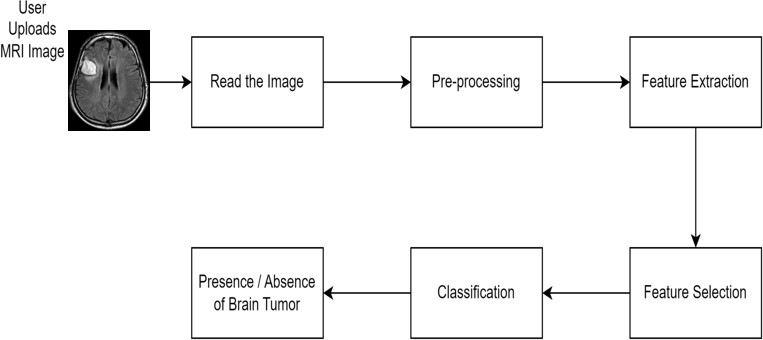 User
Uploads
MRI Image
Read the Image
Pre-processing
Feature Extraction
Feature Selection
Classification
Presence / Absence
of Brain Tumor